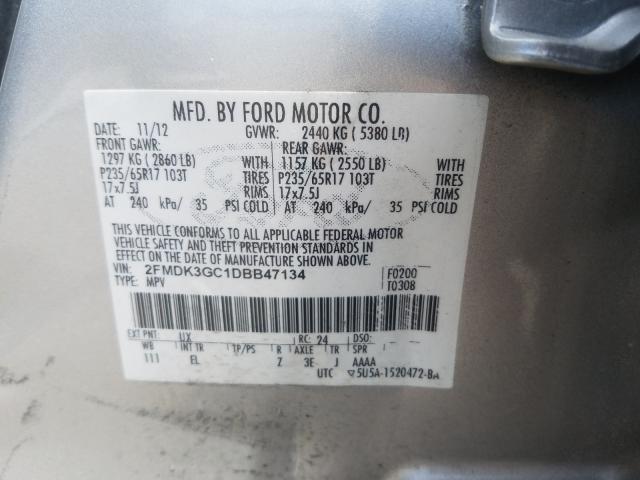 MFD. BY FORD MOTOR CO.
DATE: 11/12 GVWR: 2440 KG ( 5380 LB)
FRONT GAWR: REAR GAWR:
1297 KG ( 2860 LB) WITH 1157 KG ( 2550 LB) WITH
P235/65R17 103T TIRES P235/65R17 103T TIRES
17x7.5J RIMS 17x7.5J RIMS
AT 240 kPa/ 35 PSI COLD AT 240 kPa/ 35 PSI COLD
THIS VEHICLE CONFORMS TO ALL APPLICABLE FEDERAL MOTOR
VEHICLE SAFETY AND THEFT PREVENTION STANDARDS IN
EFFECT ON THE DATE OF MANUFACTURE SHOWN ABOVE.
VIN: 2FMDK3GC1DBB47134 F0200
TYPE: MPV T0308
EXT PNT: UX RC: 24 DSO:
WB INT TR TP/PS R AXLE TR SPR
111 EL Z 3E J AAAA
UTC 5U5A-1520472-BA